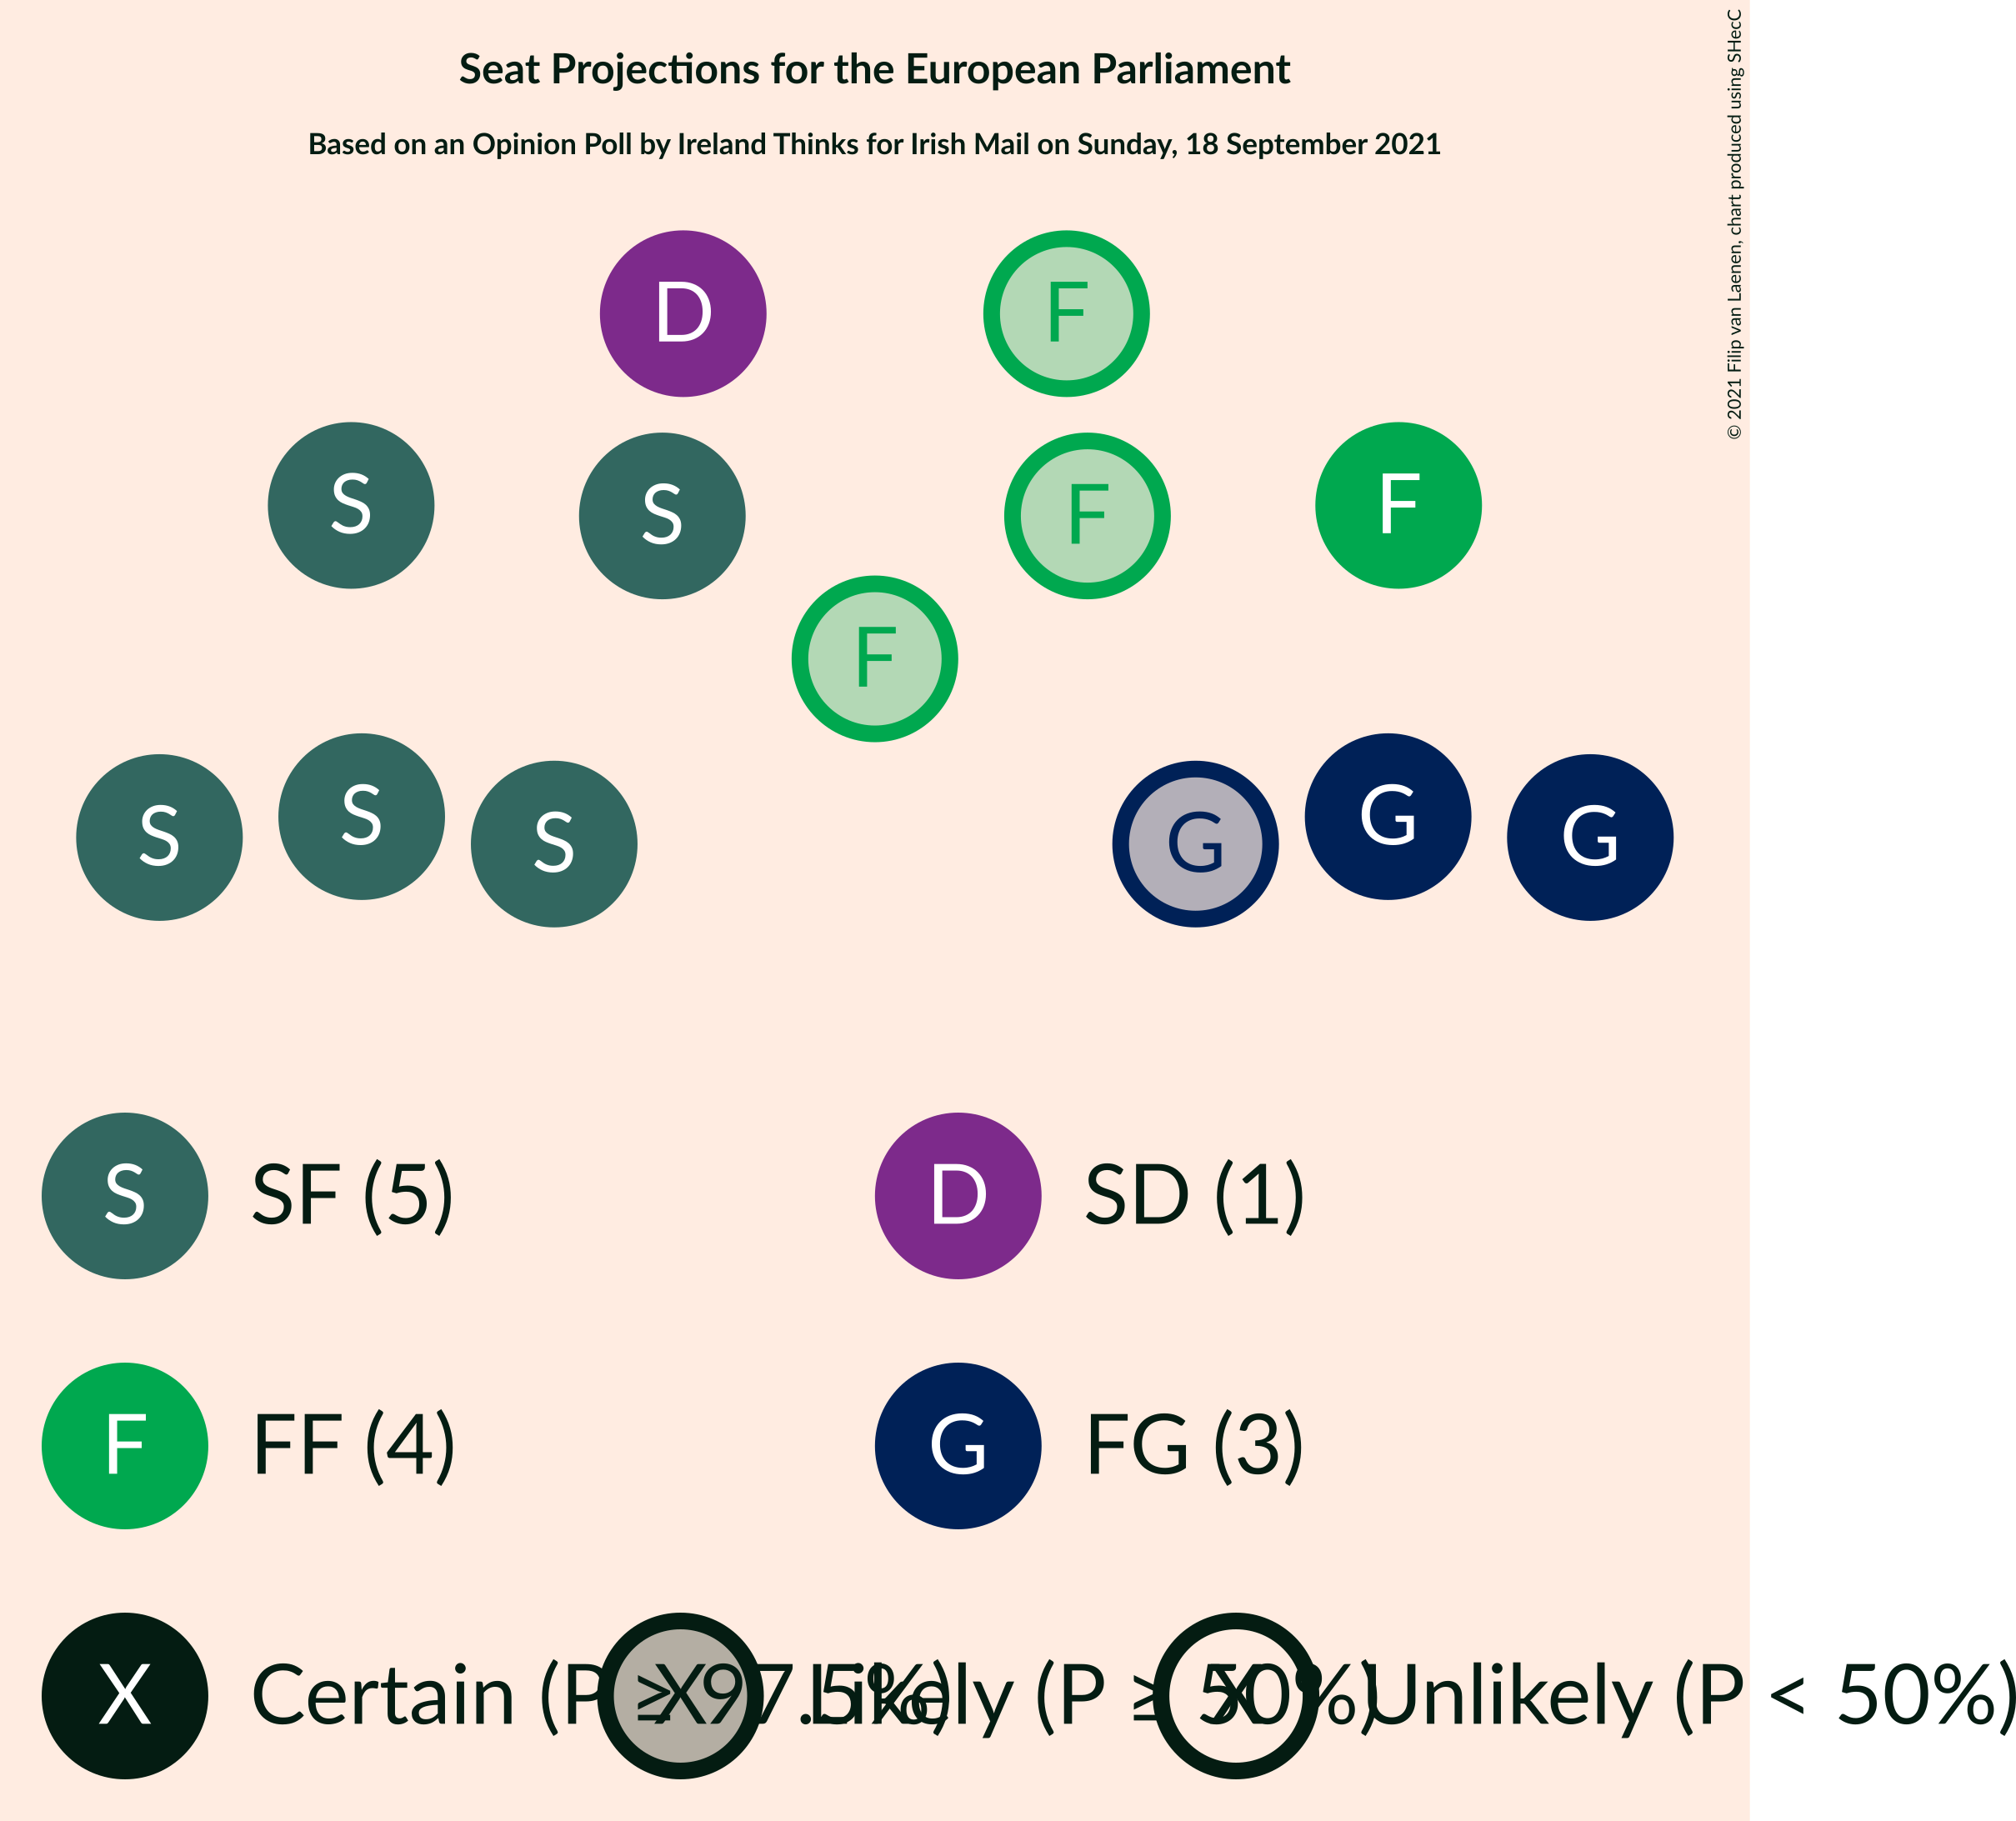 Seat Projections for the European Parliament
Based on an Opinion Poll by Ireland Thinks for Irish Mail on Sunday, 18 September 2021
© 2021 Filip van Laenen, chart produced using SHecC
D F
S S F F
F
S S S G G G
S SF (5) D SD (1)
F FF (4) G FG (3)
X Certain (P ≥ 97.5%) X Likely (P ≥ 50%) X Unlikely (P < 50%)